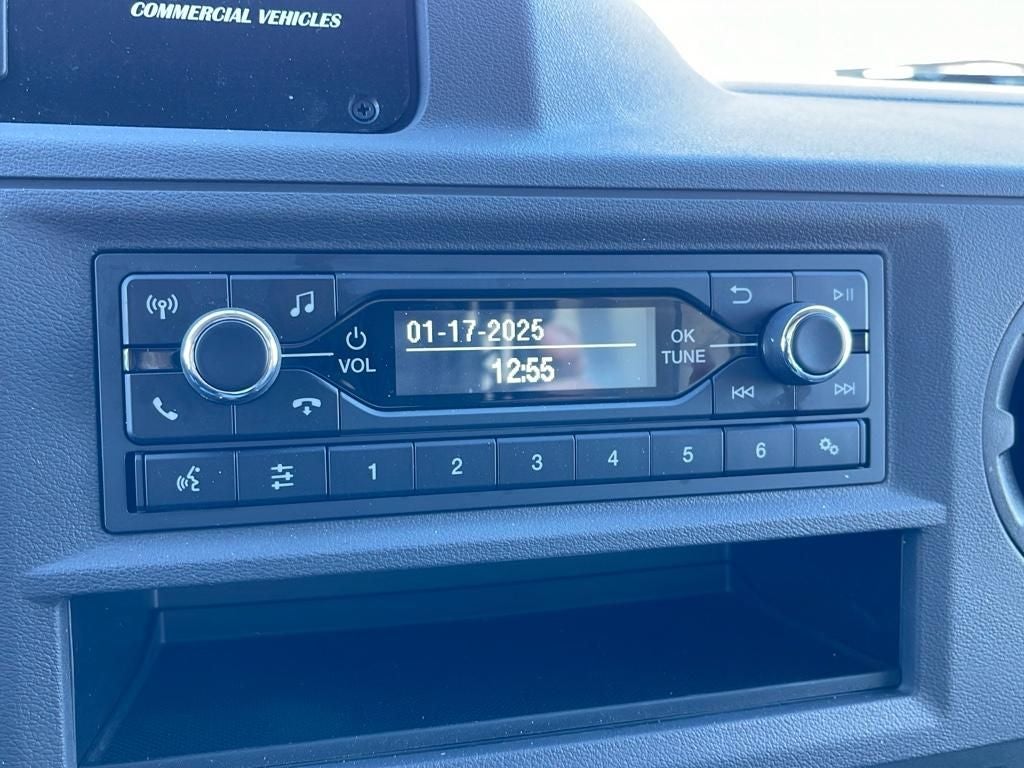 COMMERCIAL VEHICLES
01-17-2025
12:55
VOL
OK
TUNE
1 2 3 4 5 6